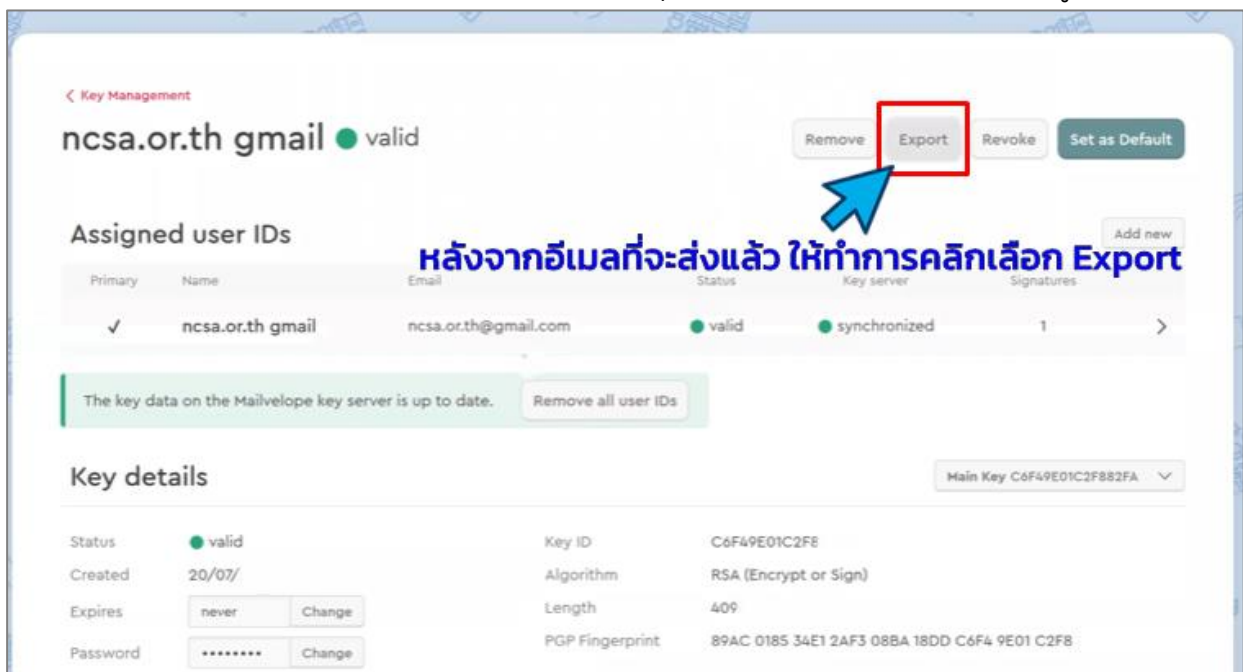 < Key Management
ncsa.or.th gmail valid
Remove Export Revoke Set as Default
Assigned user IDs
Add new
หลังจากอีเมลที่จะส่งแล้ว ให้ทำการคลิกเลือก Export
Primary Name Email Status Key server Signatures
✓ ncsa.or.th gmail ncsa.or.th@gmail.com valid synchronized 1 >
The key data on the Mailvelope key server is up to date. Remove all user IDs
Key details
Main Key C6F49E01C2F882FA
Status valid Key ID C6F49E01C2F8
Created 20/07/ Algorithm RSA (Encrypt or Sign)
Expires never Change Length 409
Password •••••••• Change PGP Fingerprint 89AC 0185 34E1 2AF3 08BA 18DD C6F4 9E01 C2F8